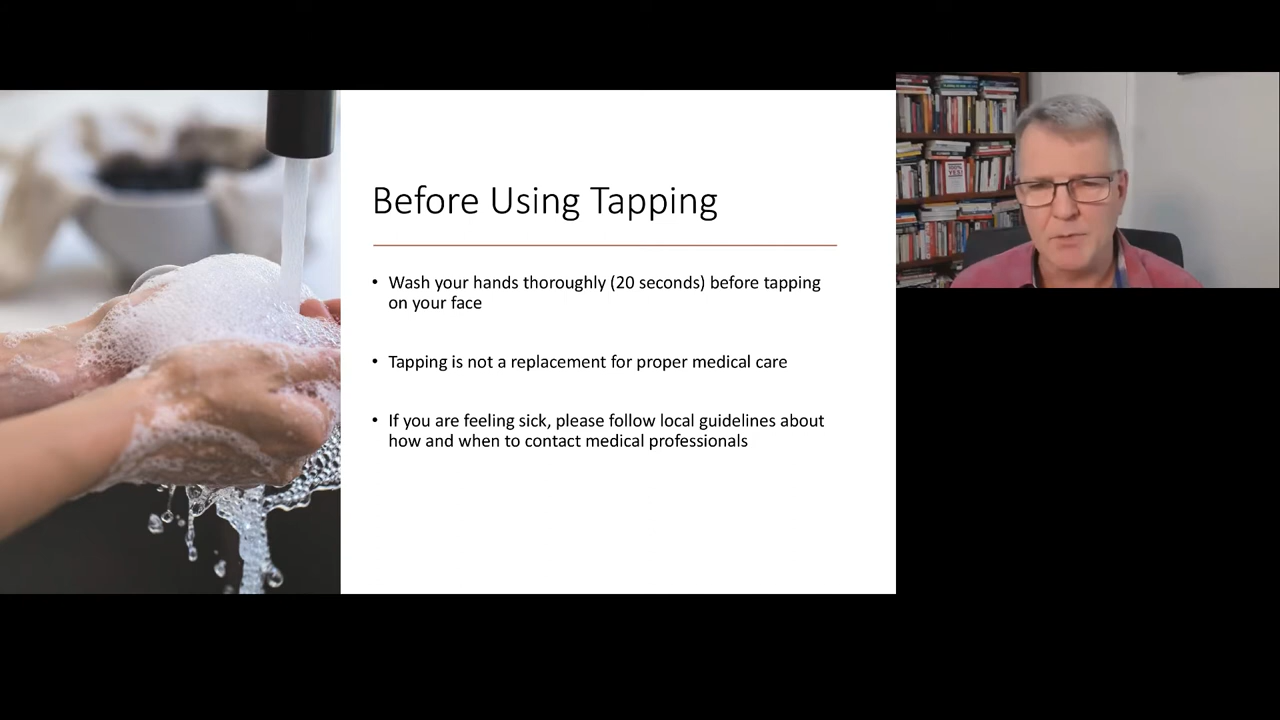 Before Using Tapping
• Wash your hands thoroughly (20 seconds) before tapping
on your face
• Tapping is not a replacement for proper medical care
• If you are feeling sick, please follow local guidelines about
how and when to contact medical professionals